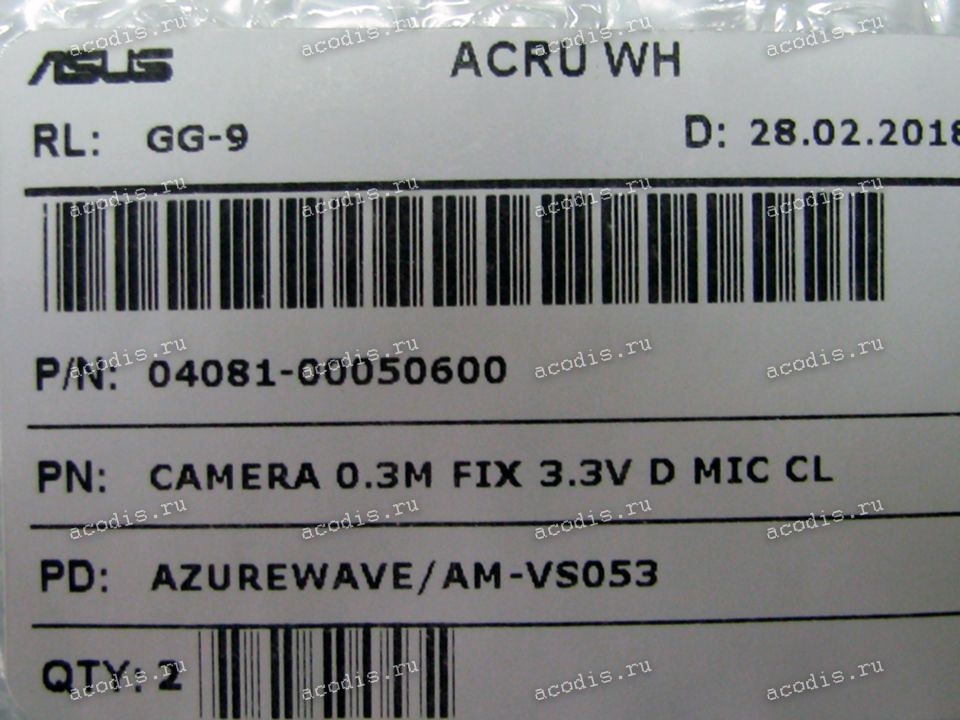 ASUS ACRU WH
RL: GG-9 D: 28.02.2018
P/N: 04081-00050600
PN: CAMERA 0.3M FIX 3.3V D MIC CL
PD: AZUREWAVE/AM-VS053
QTY: 2
acodis.ru